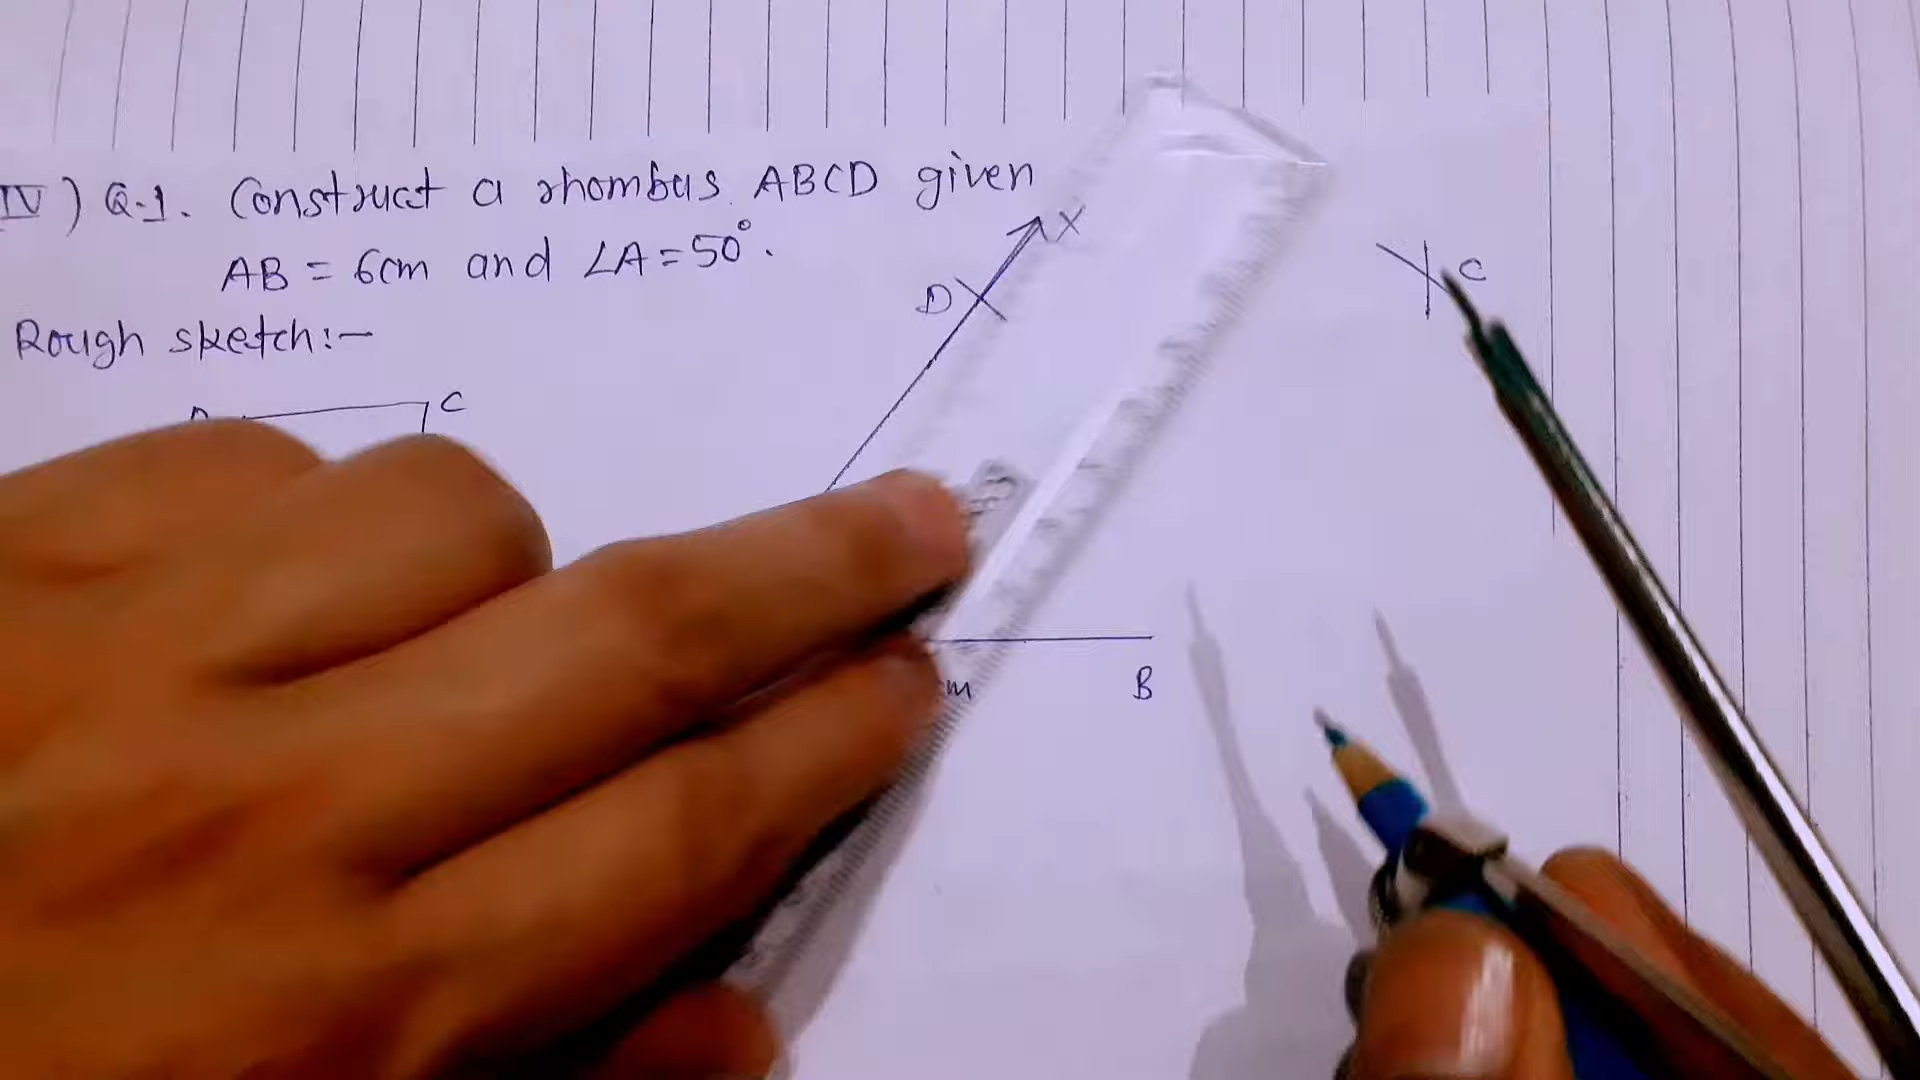 IV) Q.1. Construct a rhombus ABCD given
AB = 6cm and ∠A = 50°.
X
D
C
Rough sketch:-
C
B